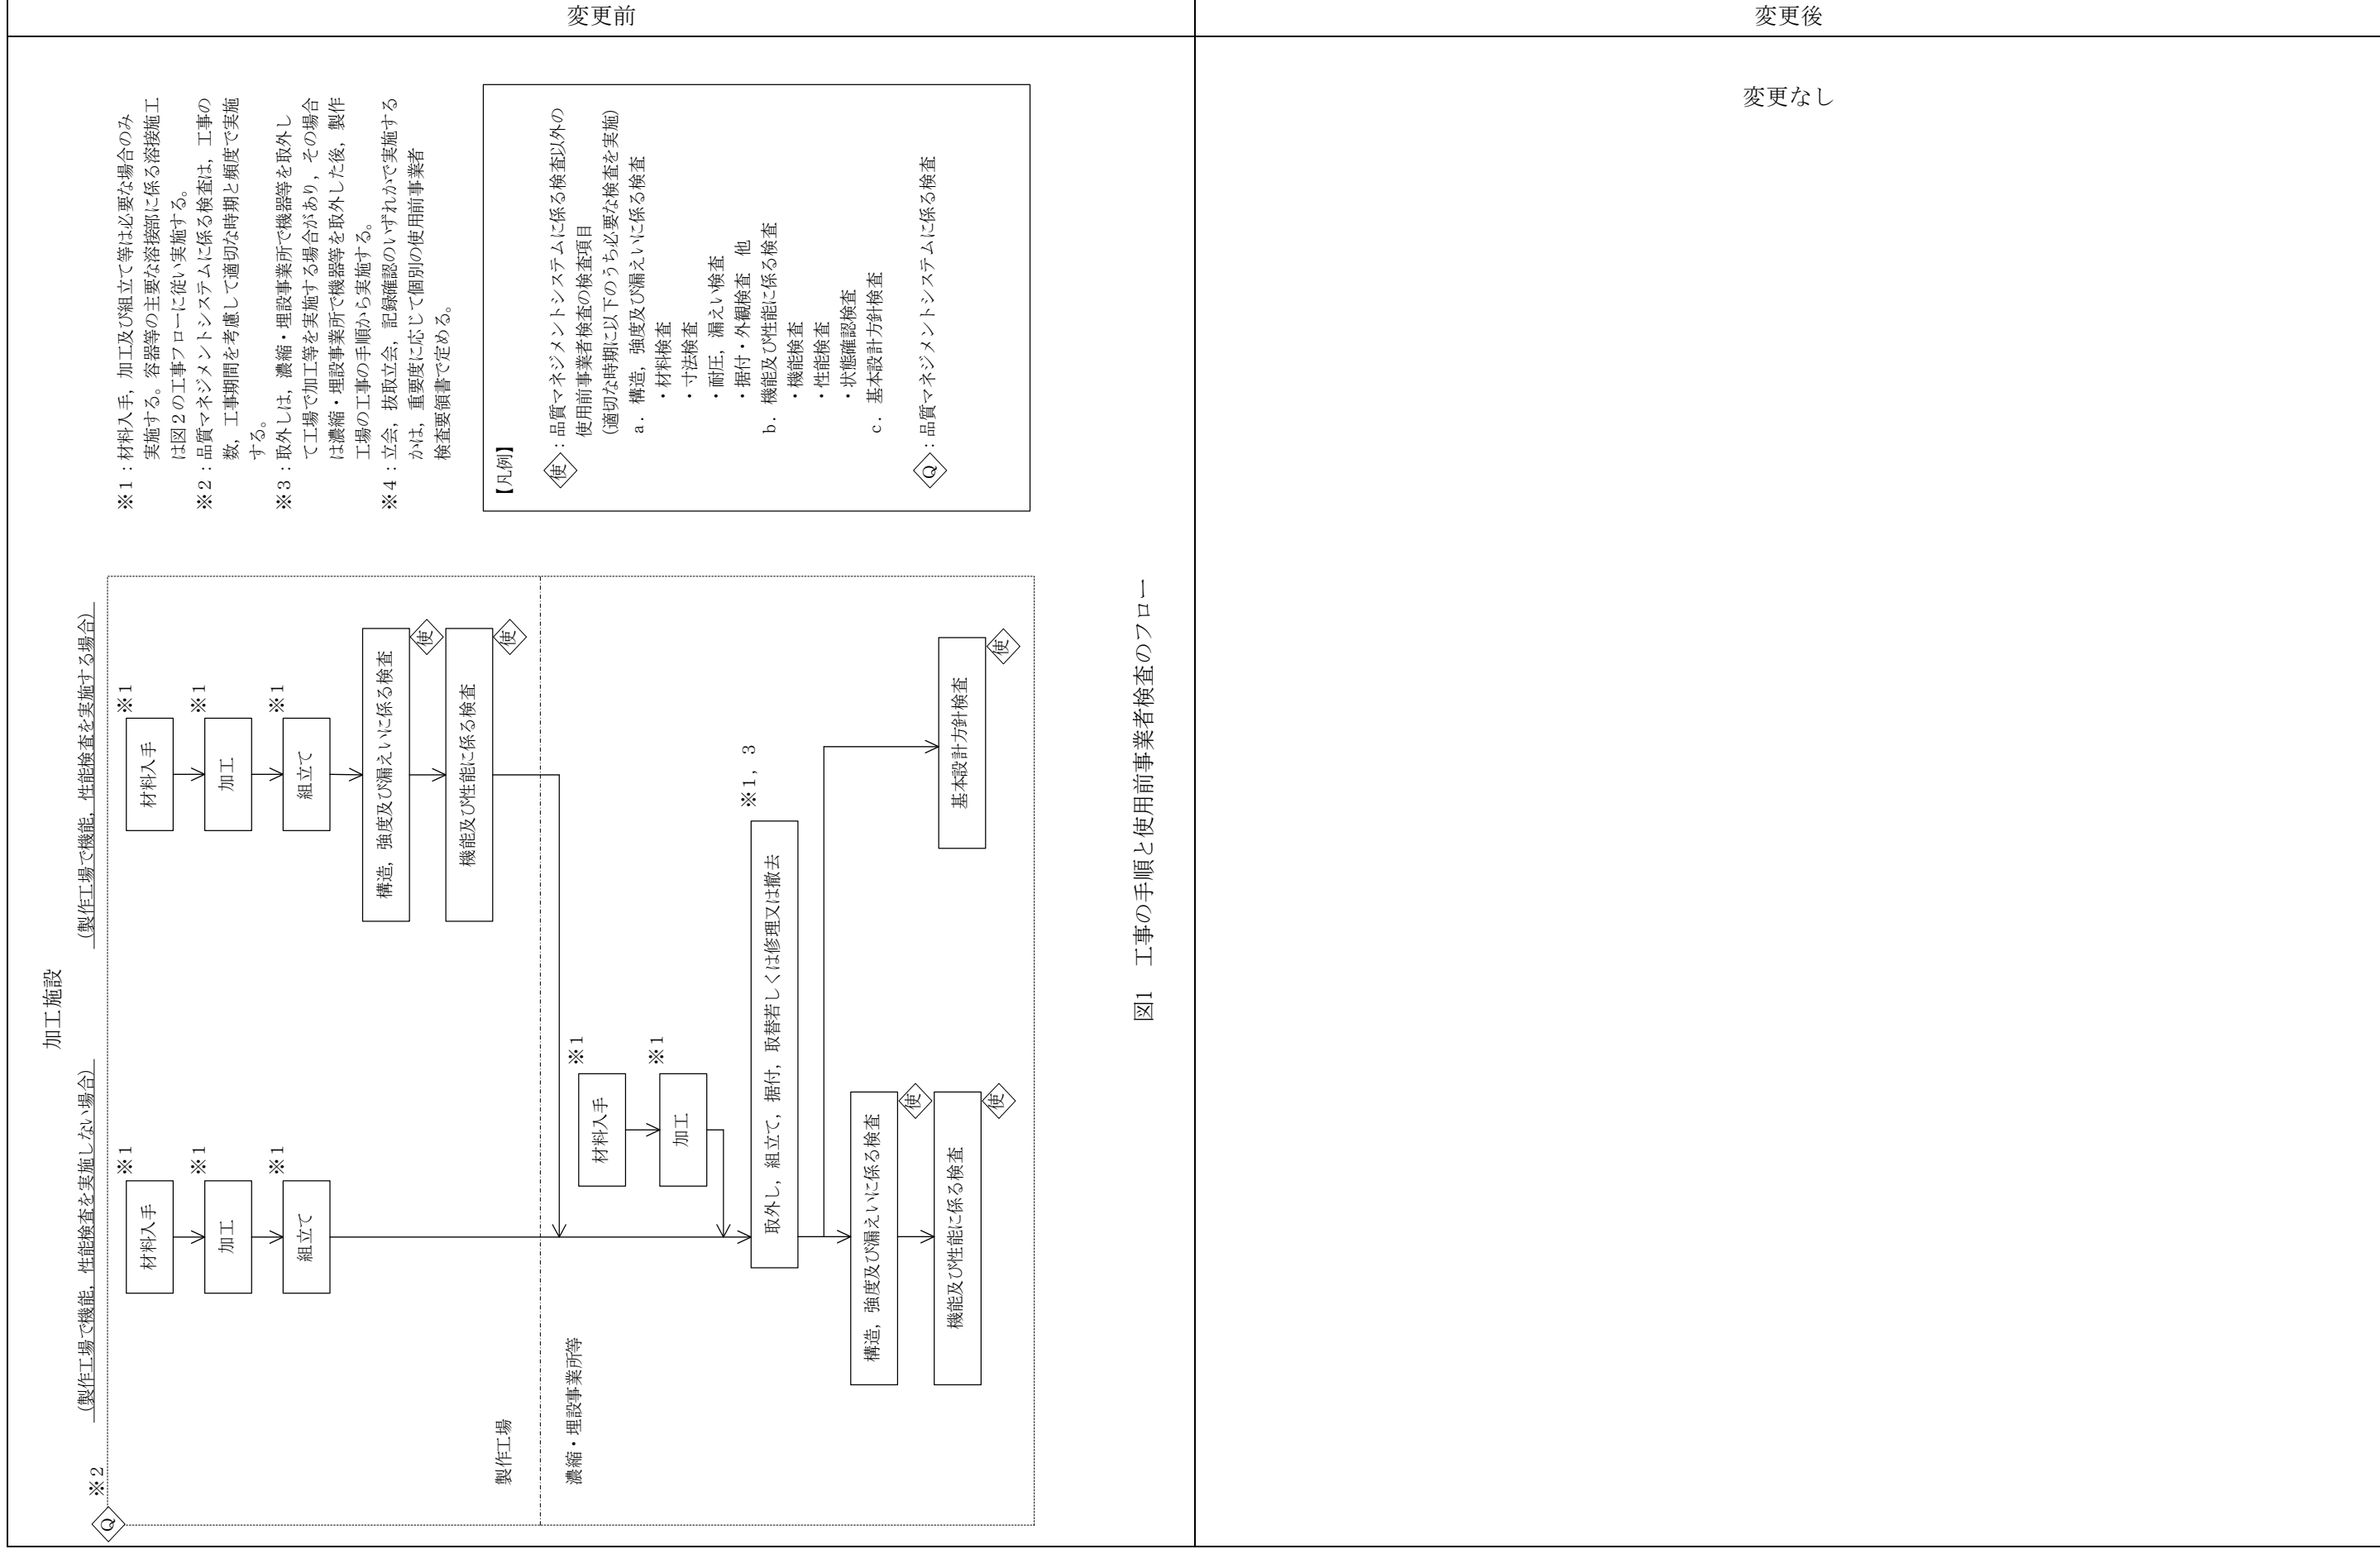 変更前
変更後
変更なし
加工施設
（製作工場で機能，性能検査を実施しない場合）
（製作工場で機能，性能検査を実施する場合）
※２
Ｑ
材料入手
※１
加工
※１
組立て
※１
材料入手
※１
加工
※１
組立て
※１
構造，強度及び漏えいに係る検査
使
機能及び性能に係る検査
使
製作工場
濃縮・埋設事業所等
材料入手
※１
加工
※１
取外し，組立て，据付，取替若しくは修理又は撤去
※１，３
構造，強度及び漏えいに係る検査
使
機能及び性能に係る検査
使
基本設計方針検査
使
※１：材料入手，加工及び組立て等は必要な場合のみ
実施する。容器等の主要な溶接部に係る溶接施工
は図２の工事フローに従い実施する。
※２：品質マネジメントシステムに係る検査は，工事の
数，工事期間を考慮して適切な時期と頻度で実施
する。
※３：取外しは，濃縮・埋設事業所で機器等を取外し
て工場で加工等を実施する場合があり，その場合
は濃縮・埋設事業所で機器等を取外した後，製作
工場の工事の手順から実施する。
※４：立会，抜取立会，記録確認のいずれかで実施する
かは，重要度に応じて個別の使用前事業者
検査要領書で定める。
【凡例】
使：品質マネジメントシステムに係る検査以外の
使用前事業者検査の検査項目
（適切な時期に以下のうち必要な検査を実施）
ａ．構造，強度及び漏えいに係る検査
・材料検査
・寸法検査
・耐圧，漏えい検査
・据付・外観検査　他
ｂ．機能及び性能に係る検査
・機能検査
・性能検査
・状態確認検査
ｃ．基本設計方針検査
Ｑ：品質マネジメントシステムに係る検査
図1　工事の手順と使用前事業者検査のフロー